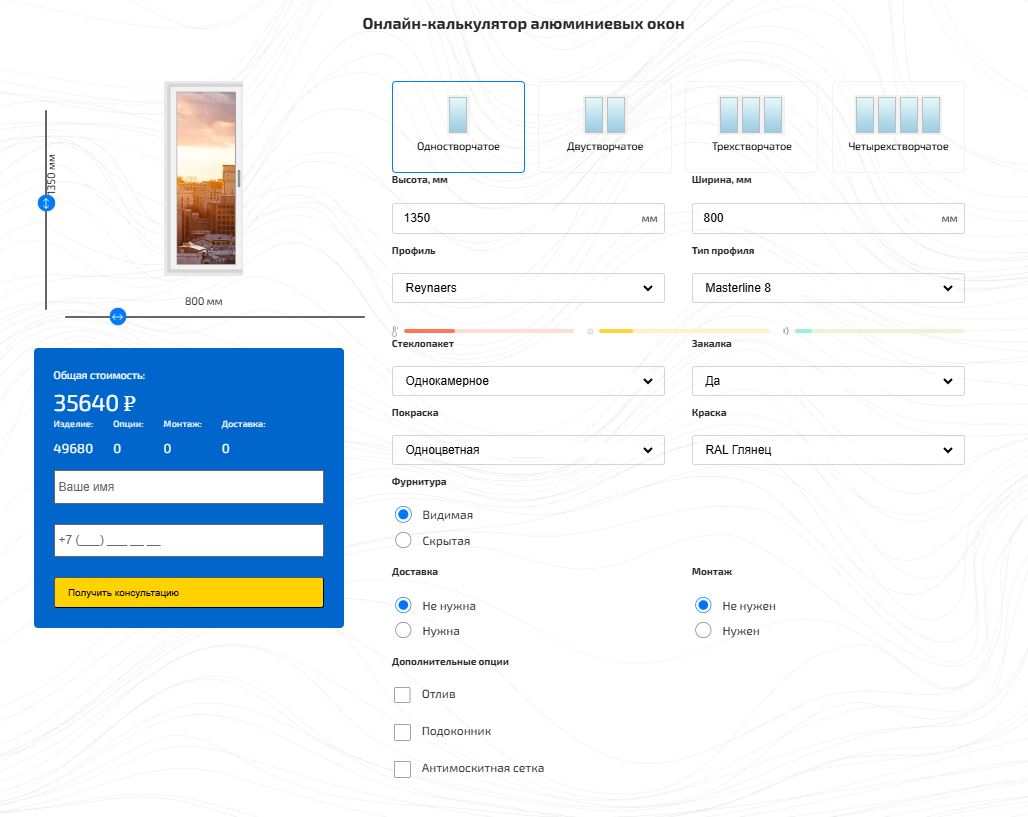 Онлайн-калькулятор алюминиевых окон
1350 мм
800 мм
Общая стоимость:
35640 ₽
Изделие: Опции: Монтаж: Доставка:
49680 0 0 0
Ваше имя
+7 (___) ___ __ __
Получить консультацию
Одностворчатое Двустворчатое Трехстворчатое Четырехстворчатое
Высота, мм Ширина, мм
1350 мм 800 мм
Профиль Тип профиля
Reynaers Masterline 8
Стеклопакет Закалка
Однокамерное Да
Покраска Краска
Одноцветная RAL Глянец
Фурнитура
Видимая
Скрытая
Доставка Монтаж
Не нужна Не нужен
Нужна Нужен
Дополнительные опции
Отлив
Подоконник
Антимоскитная сетка